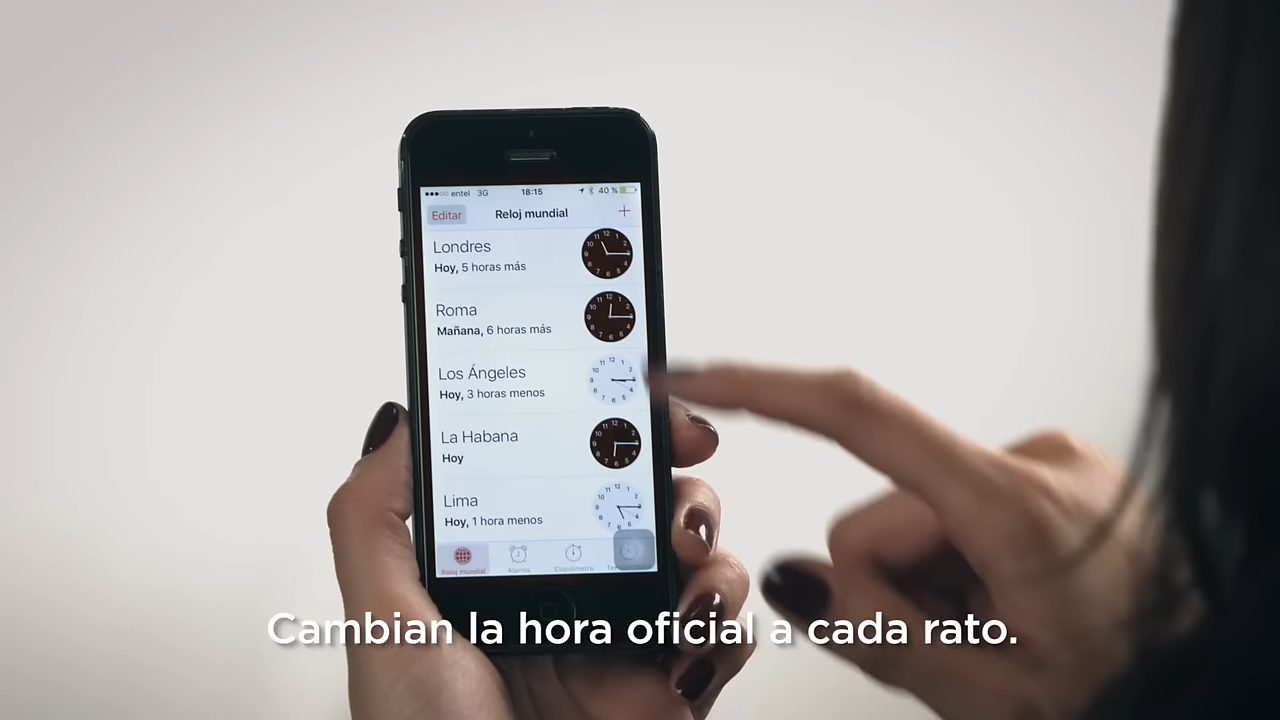 entel 3G 18:15 40 %
Editar Reloj mundial +
Londres
Hoy, 5 horas más
Roma
Mañana, 6 horas más
Los Ángeles
Hoy, 3 horas menos
La Habana
Hoy
Lima
Hoy, 1 hora menos
Reloj mundial Alarma Cronómetro
Cambian la hora oficial a cada rato.